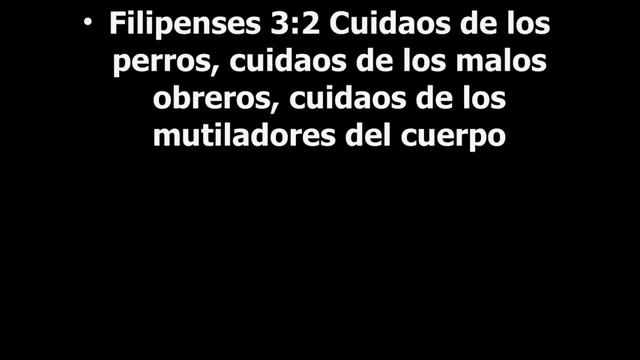 • Filipenses 3:2 Cuidaos de los
perros, cuidaos de los malos
obreros, cuidaos de los
mutiladores del cuerpo